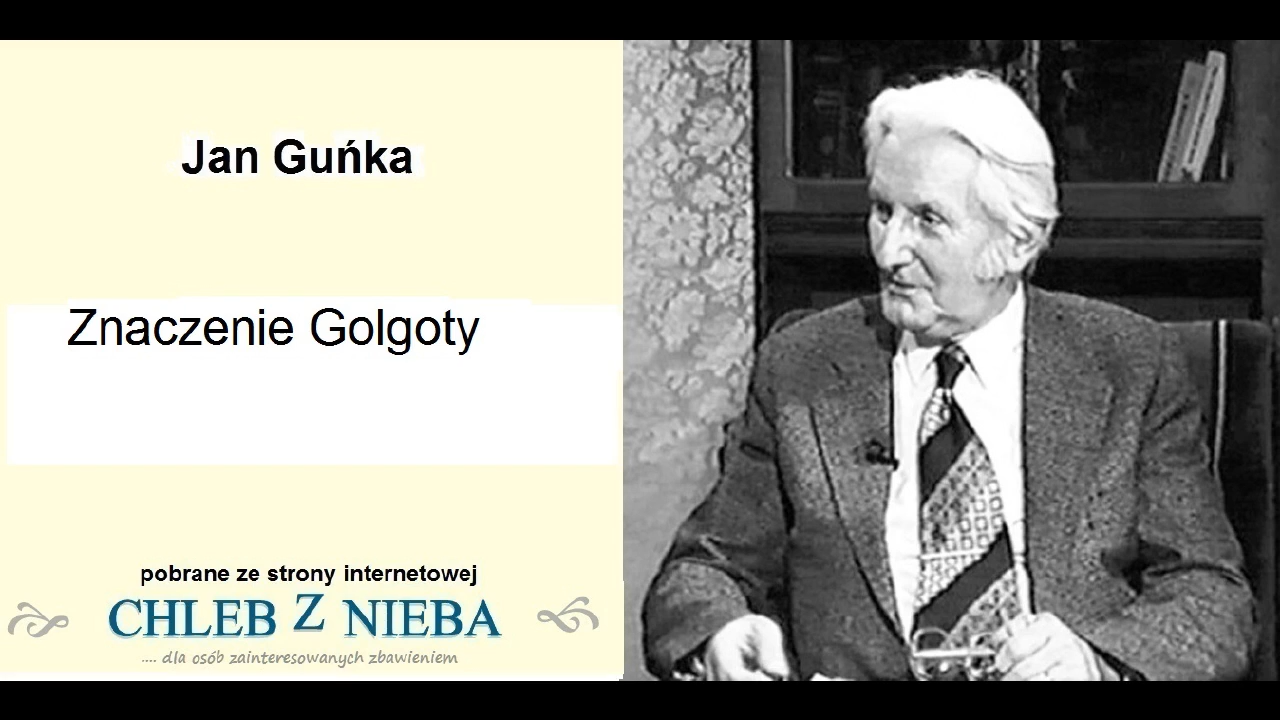 Jan Guńka
Znaczenie Golgoty
pobrane ze strony internetowej
CHLEB Z NIEBA
.... dla osób zainteresowanych zbawieniem